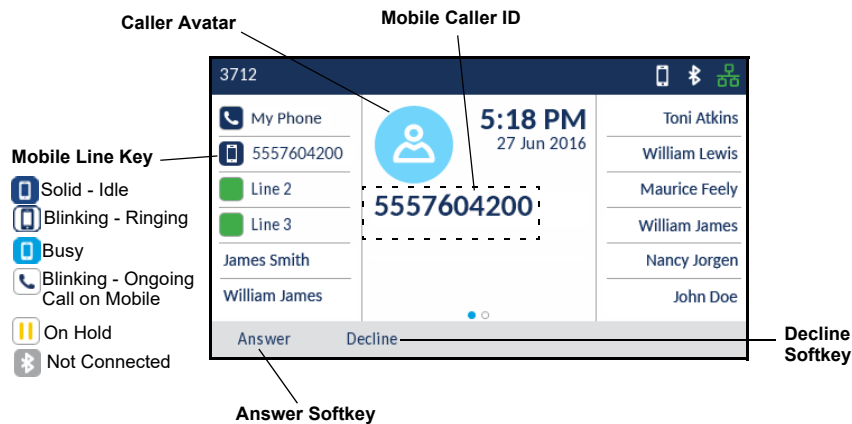 Caller Avatar
Mobile Caller ID
3712
My Phone
5557604200
Line 2
Line 3
James Smith
William James
5:18 PM
27 Jun 2016
5557604200
Toni Atkins
William Lewis
Maurice Feely
William James
Nancy Jorgen
John Doe
Answer
Decline
Mobile Line Key
Solid - Idle
Blinking - Ringing
Busy
Blinking - Ongoing
Call on Mobile
On Hold
Not Connected
Decline
Softkey
Answer Softkey